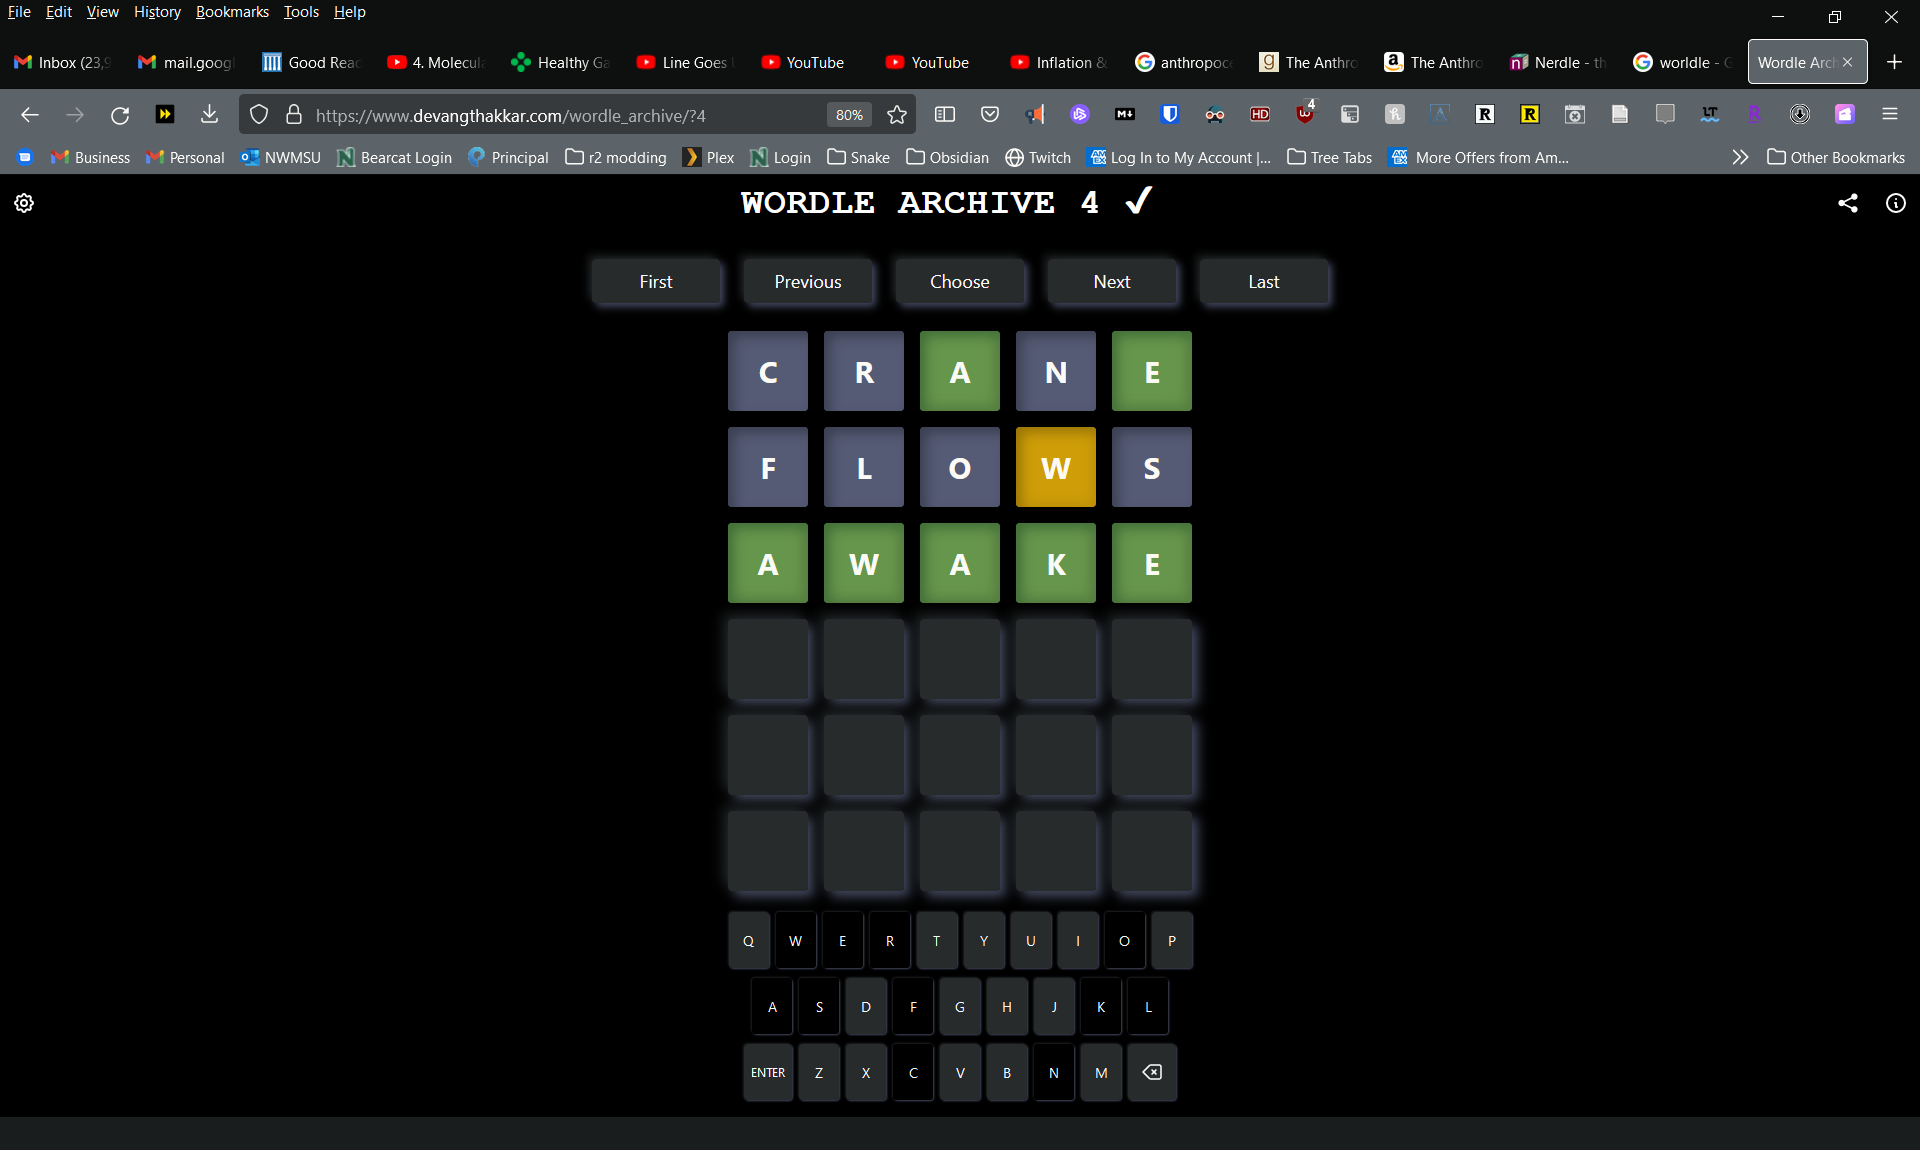 File Edit View History Bookmarks Tools Help
Inbox (23,9 mail.googl Good Reac 4. Molecula Healthy Ga Line Goes YouTube YouTube Inflation & anthropoc The Anthro The Anthro Nerdle - th worldle - G Wordle Arch
https://www.devangthakkar.com/wordle_archive/?4 80% 4
Business Personal NWMSU Bearcat Login Principal r2 modding Plex Login Snake Obsidian Twitch Log In to My Account |... Tree Tabs More Offers from Am... Other Bookmarks
WORDLE ARCHIVE 4 ✓
First Previous Choose Next Last
C R A N E
F L O W S
A W A K E
Q W E R T Y U I O P
A S D F G H J K L
ENTER Z X C V B N M